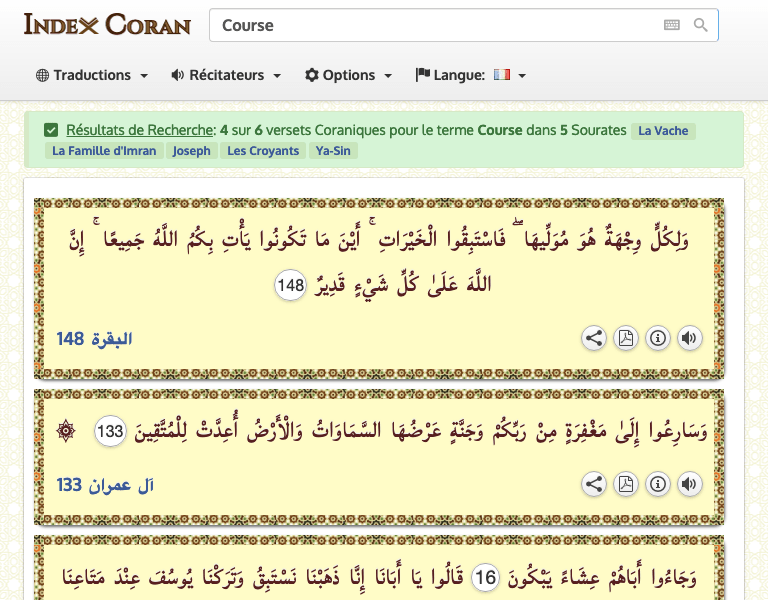 INDEX CORAN
Course
Traductions Récitateurs Options Langue:
Résultats de Recherche: 4 sur 6 versets Coraniques pour le terme Course dans 5 Sourates La Vache
La Famille d'Imran Joseph Les Croyants Ya-Sin
وَلِكُلٍّ وِجْهَةٌ هُوَ مُوَلِّيهَا ۖ فَاسْتَبِقُوا الْخَيْرَاتِ ۚ أَيْنَ مَا تَكُونُوا يَأْتِ بِكُمُ اللَّهُ جَمِيعًا ۚ إِنَّ
اللَّهَ عَلَىٰ كُلِّ شَيْءٍ قَدِيرٌ 148
البقرة 148
وَسَارِعُوا إِلَىٰ مَغْفِرَةٍ مِنْ رَبِّكُمْ وَجَنَّةٍ عَرْضُهَا السَّمَاوَاتُ وَالْأَرْضُ أُعِدَّتْ لِلْمُتَّقِينَ 133 ۞
آل عمران 133
وَجَاءُوا أَبَاهُمْ عِشَاءً يَبْكُونَ 16 قَالُوا يَا أَبَانَا إِنَّا ذَهَبْنَا نَسْتَبِقُ وَتَرَكْنَا يُوسُفَ عِنْدَ مَتَاعِنَا